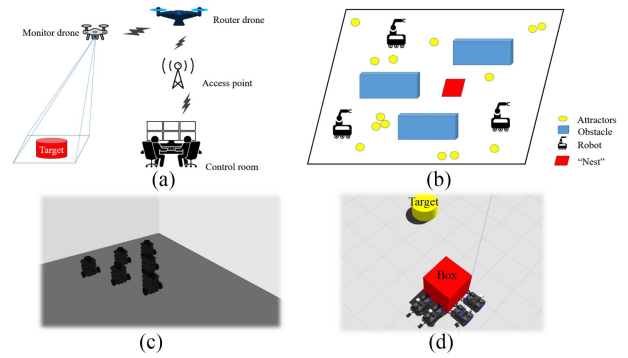 Router drone
Monitor drone
Access point
Target
Control room
(a)
Attractors
Obstacle
Robot
“Nest”
(b)
(c)
Target
Box
(d)